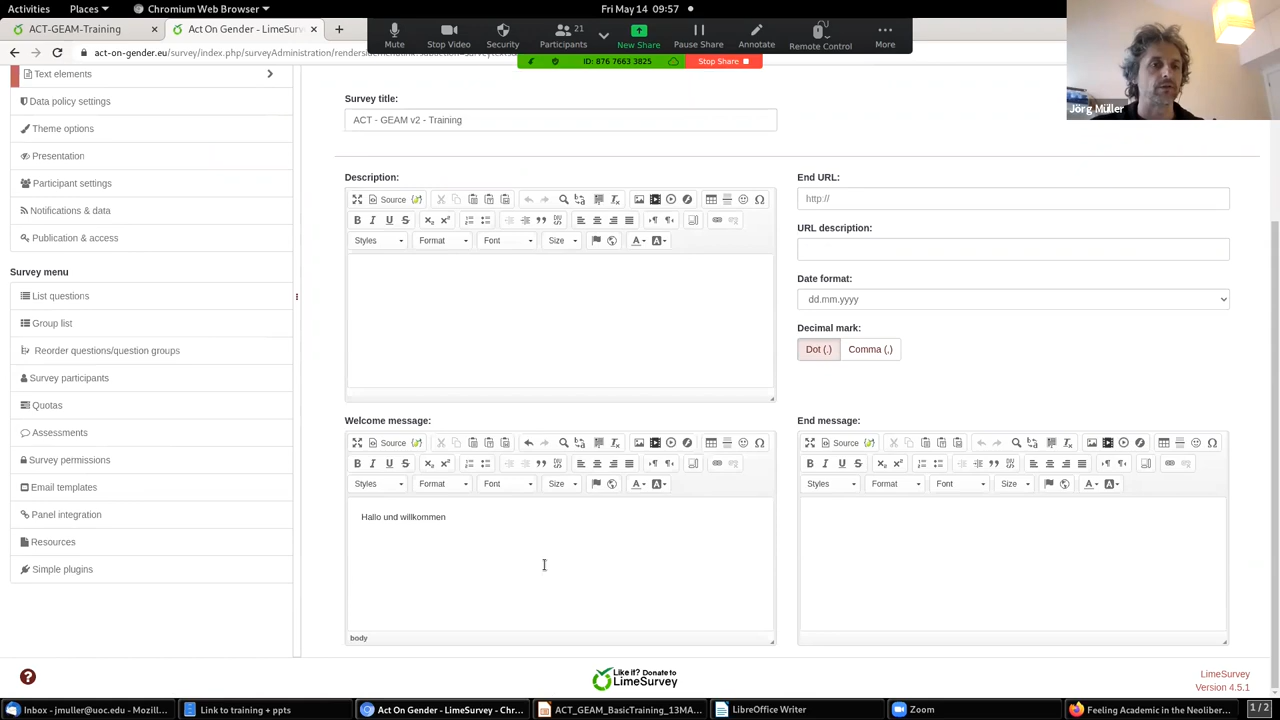 Activities Places Chromium Web Browser Fri May 14 09:57
ACT-GEAM-Training
Act On Gender - LimeSurve
act-on-gender.eu/survey/index.php/surveyAdministration/renders
Mute Stop Video Security Participants 21 New Share Pause Share Annotate Remote Control More
ID: 876 7663 3825 Stop Share
Jörg Müller
Text elements
Data policy settings
Theme options
Presentation
Participant settings
Notifications & data
Publication & access
Survey menu
List questions
Group list
Reorder questions/question groups
Survey participants
Quotas
Assessments
Survey permissions
Email templates
Panel integration
Resources
Simple plugins
Survey title:
ACT - GEAM v2 - Training
Description:
Source
B I U S
Styles Format Font Size
End URL:
http://
URL description:
Date format:
dd.mm.yyyy
Decimal mark:
Dot (.) Comma (,)
Welcome message:
Source
B I U S
Styles Format Font Size
Hallo und willkommen
body
End message:
Source
B I U S
Styles Format Font Size
Like it? Donate to
LimeSurvey
LimeSurvey
Version 4.5.1
Inbox - jmuller@uoc.edu - Mozill...
Link to training + ppts
Act On Gender - LimeSurvey - Chr...
ACT_GEAM_BasicTraining_13MA...
LibreOffice Writer
Zoom
Feeling Academic in the Neoliber...
1 / 2